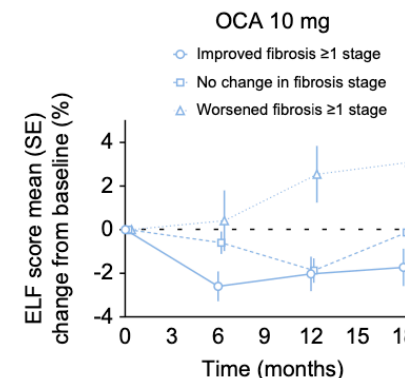 OCA 10 mg
Improved fibrosis ≥1 stage
No change in fibrosis stage
Worsened fibrosis ≥1 stage
ELF score mean (SE)
change from baseline (%)
4
2
0
-2
-4
0 3 6 9 12 15
Time (months)